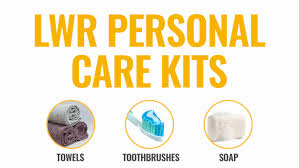 LWR PERSONAL
CARE KITS
TOWELS TOOTHBRUSHES SOAP